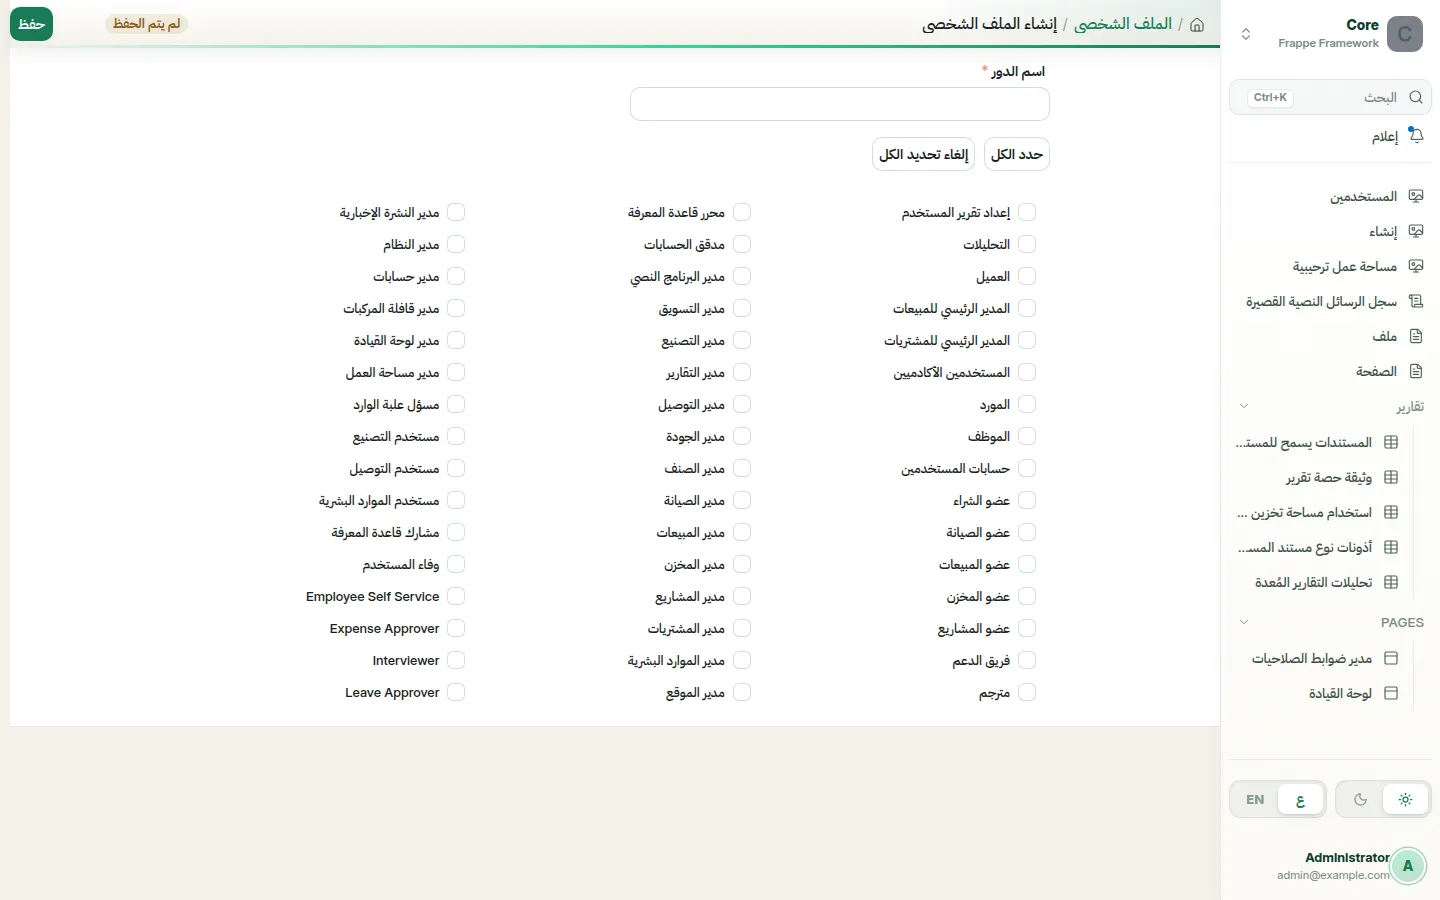 Core
Frappe Framework
البحث
Ctrl+K
إعلام
المستخدمين
إنشاء
مساحة عمل ترحيبية
سجل الرسائل النصية القصيرة
ملف
الصفحة
تقارير
المستندات يسمح للمستـ...
وثيقة حصة تقرير
استخدام مساحة تخزين ...
أذونات نوع مستند المسـ...
تحليلات التقارير المُعدة
PAGES
مدير ضوابط الصلاحيات
لوحة القيادة
ع
EN
Administrator
admin@example.com
A
C
الملف الشخصي / إنشاء الملف الشخصي
لم يتم الحفظ
حفظ
اسم الدور *
حدد الكل
إلغاء تحديد الكل
إعداد تقرير المستخدم
التحليلات
العميل
المدير الرئيسي للمبيعات
المدير الرئيسي للمشتريات
المستخدمين الأكاديميين
المورد
الموظف
حسابات المستخدمين
عضو الشراء
عضو الصيانة
عضو المبيعات
عضو المخزن
عضو المشاريع
فريق الدعم
مترجم
محرر قاعدة المعرفة
مدقق الحسابات
مدير البرنامج النصي
مدير التسويق
مدير التصنيع
مدير التقارير
مدير التوصيل
مدير الجودة
مدير الصنف
مدير الصيانة
مدير المبيعات
مدير المخزن
مدير المشاريع
مدير المشتريات
مدير الموارد البشرية
مدير الموقع
مدير النشرة الإخبارية
مدير النظام
مدير حسابات
مدير قافلة المركبات
مدير لوحة القيادة
مدير مساحة العمل
مسؤل علبة الوارد
مستخدم التصنيع
مستخدم التوصيل
مستخدم الموارد البشرية
مشارك قاعدة المعرفة
وفاء المستخدم
Employee Self Service
Expense Approver
Interviewer
Leave Approver